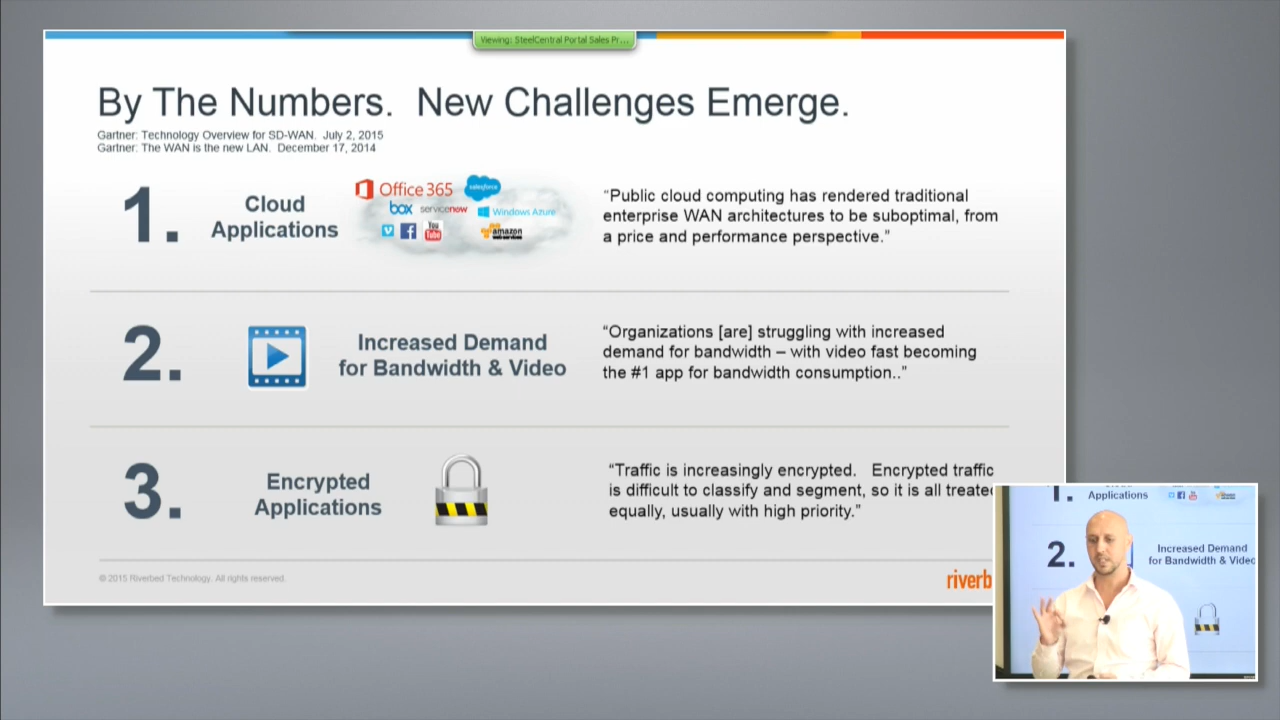 Viewing: SteelCentral Portal Sales Pr...
By The Numbers. New Challenges Emerge.
Gartner: Technology Overview for SD-WAN. July 2, 2015
Gartner: The WAN is the new LAN. December 17, 2014
1.
Cloud
Applications
Office 365
salesforce
box
servicenow
Windows Azure
You
Tube
amazon
web services
“Public cloud computing has rendered traditional
enterprise WAN architectures to be suboptimal, from
a price and performance perspective.”
2.
Increased Demand
for Bandwidth & Video
“Organizations [are] struggling with increased
demand for bandwidth – with video fast becoming
the #1 app for bandwidth consumption..”
3.
Encrypted
Applications
“Traffic is increasingly encrypted. Encrypted traffic
is difficult to classify and segment, so it is all treated
equally, usually with high priority.”
© 2015 Riverbed Technology. All rights reserved.
riverb
1.
Applications
2.
Increased Demand
for Bandwidth & Video